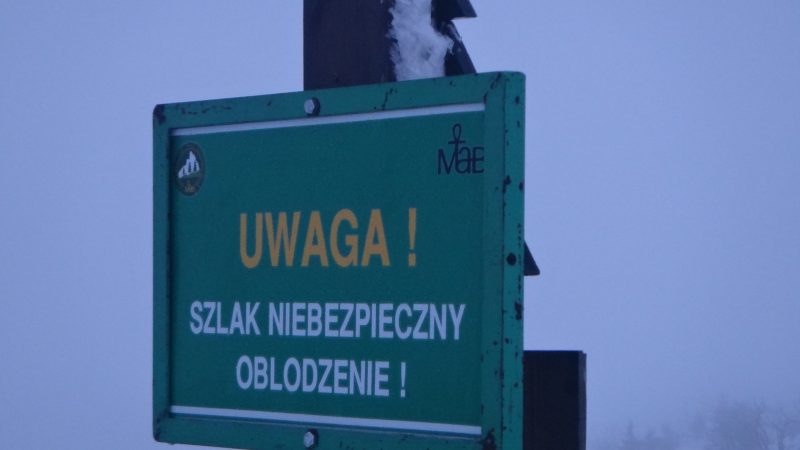 MaB
UWAGA !
SZLAK NIEBEZPIECZNY
OBLODZENIE !